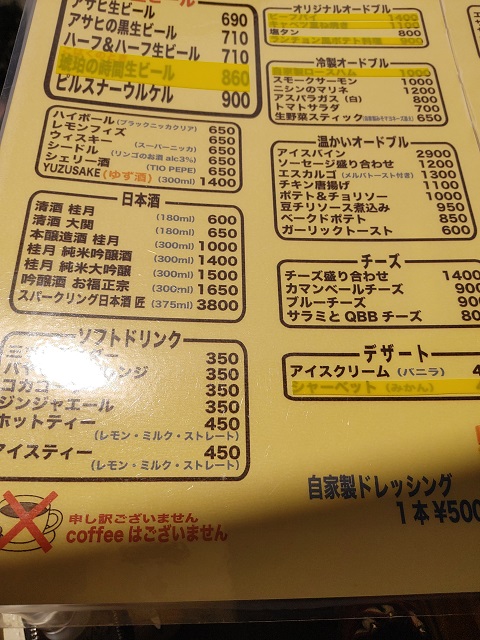 アサヒ生ビール 690
アサヒの黒生ビール 710
ハーフ&ハーフ生ビール 710
琥珀の時間生ビール 860
ピルスナーウルケル 900
ハイボール(ブラックニッカクリア) 650
レモンフィズ 650
ウィスキー (スーパーニッカ) 650
シードル (リンゴのお酒 alc3%) 650
シェリー酒 (TIO PEPE) 650
YUZUSAKE(ゆず酒) (300ml) 1400
日本酒
清酒 桂月 (180ml) 600
清酒 大関 (180ml) 650
本醸造酒 桂月 (300ml) 1000
桂月 純米吟醸酒 (300ml) 1400
桂月 純米大吟醸 (300ml) 1500
吟醸酒 お福正宗 (300ml) 1650
スパークリング日本酒 匠 (375ml) 3800
ソフトドリンク
350
350
コカコーラ 350
ジンジャエール 350
ホットティー 450
(レモン・ミルク・ストレート)
アイスティー 450
(レモン・ミルク・ストレート)
申し訳ございません
coffee はございません
オリジナルオードブル
ビーフパイ 1400
1100
塩タン 800
900
冷製オードブル
自家製ロースハム 1000
スモークサーモン 1000
ニシンのマリネ 1200
アスパラガス(白) 800
トマトサラダ 700
生野菜スティック 650
温かいオードブル
アイスバイン 2900
ソーセージ盛り合わせ 1200
エスカルゴ (メルバトースト付き) 1300
チキン唐揚げ 1100
ポテト&チョリソー 1000
豆チリソース煮込み 950
ベークドポテト 850
ガーリックトースト 600
チーズ
チーズ盛り合わせ 1400
カマンベールチーズ
ブルーチーズ
サラミとQBBチーズ
デザート
アイスクリーム (バニラ)
シャーベット (みかん)
自家製ドレッシング
1本¥500